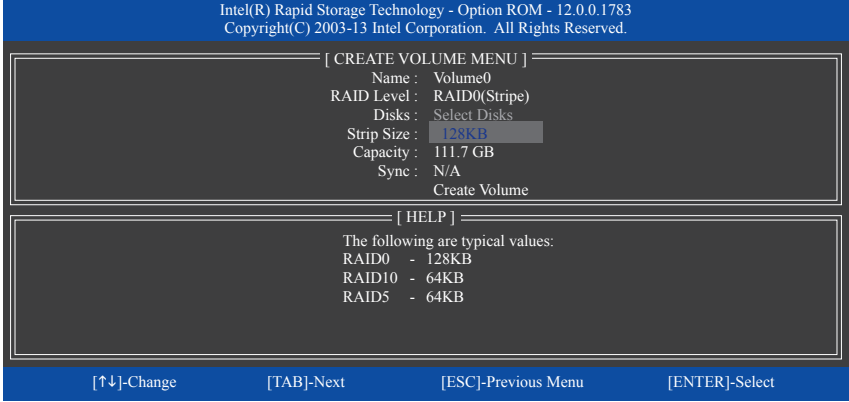 Intel(R) Rapid Storage Technology - Option ROM - 12.0.0.1783
Copyright(C) 2003-13 Intel Corporation. All Rights Reserved.
[ CREATE VOLUME MENU ]
Name : Volume0
RAID Level : RAID0(Stripe)
Disks : Select Disks
Strip Size : 128KB
Capacity : 111.7 GB
Sync : N/A
Create Volume
[ HELP ]
The following are typical values:
RAID0 - 128KB
RAID10 - 64KB
RAID5 - 64KB
[↑↓]-Change [TAB]-Next [ESC]-Previous Menu [ENTER]-Select